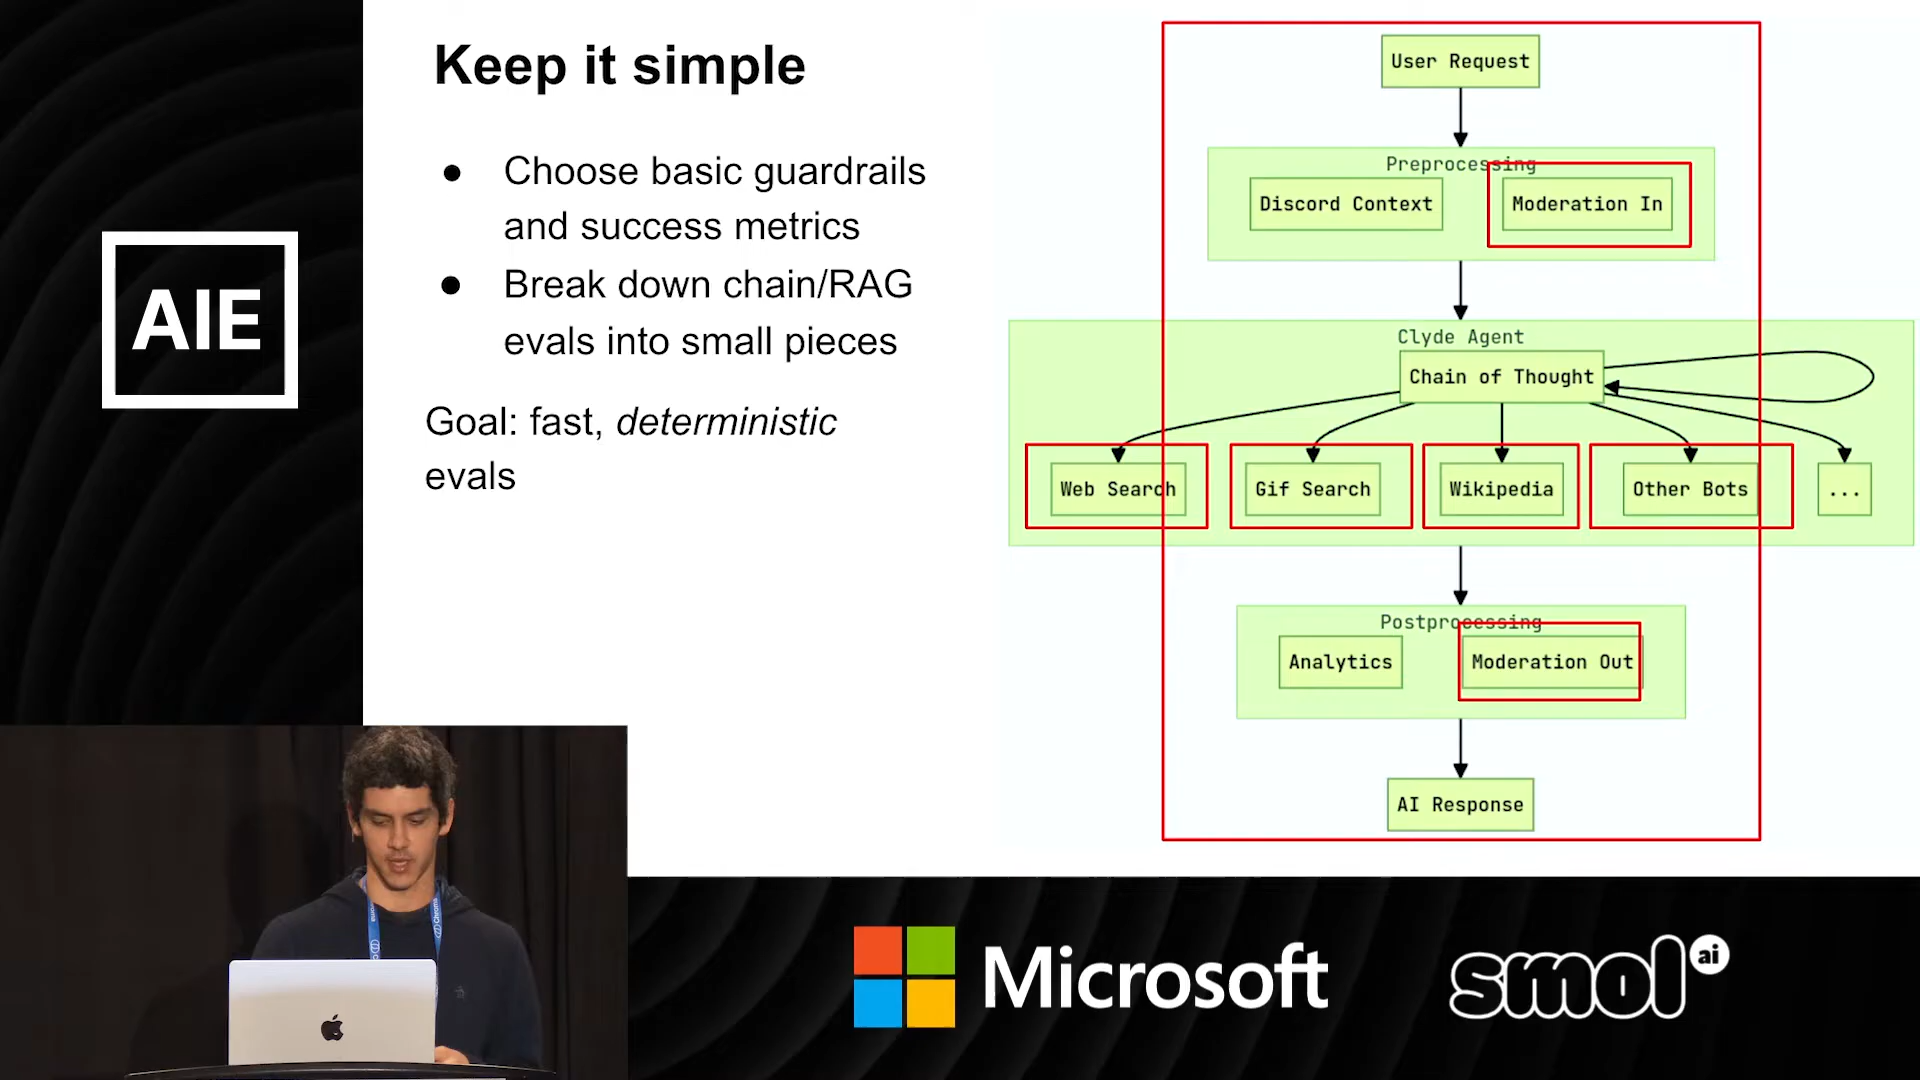 Keep it simple
● Choose basic guardrails
and success metrics
● Break down chain/RAG
evals into small pieces
Goal: fast, deterministic
evals
AIE
User Request
Preprocessing
Discord Context
Moderation In
Clyde Agent
Chain of Thought
Web Search
Gif Search
Wikipedia
Other Bots
...
Postprocessing
Analytics
Moderation Out
AI Response
Chroma
Microsoft
smol ai